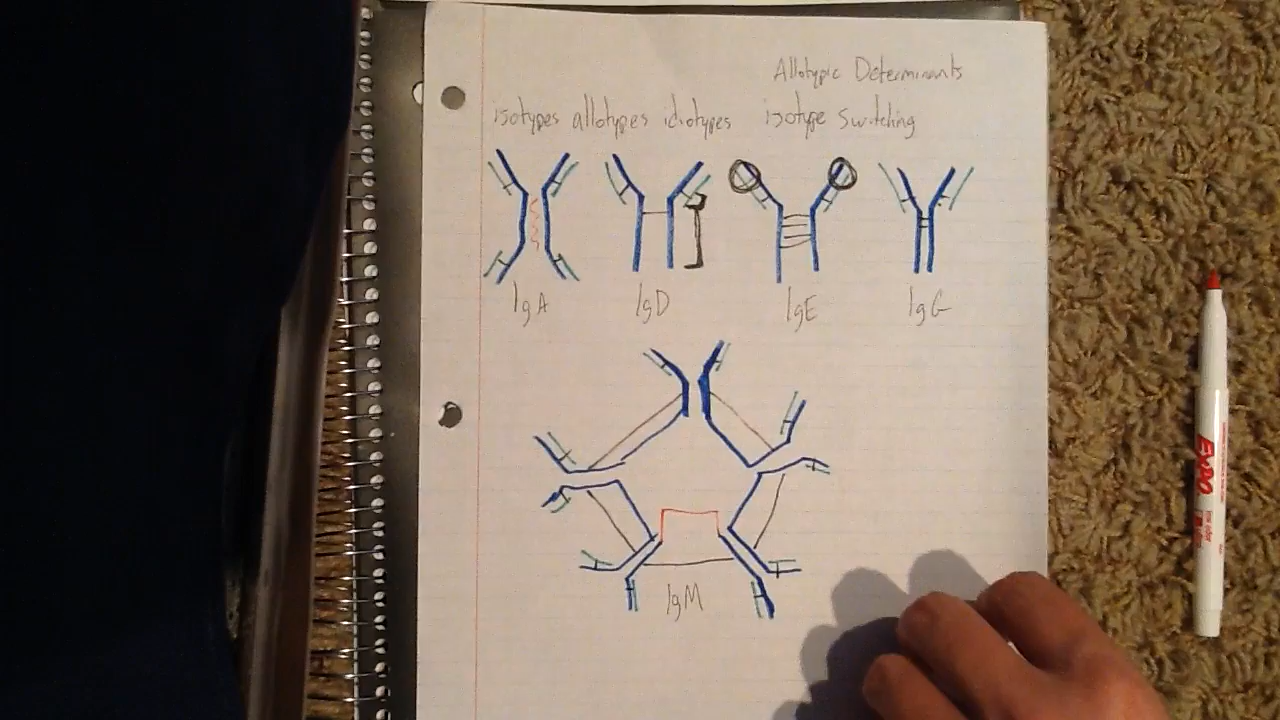 Allotypic Determinants
isotypes allotypes idiotypes isotype switching
IgA IgD IgE IgG
IgM
EXPO